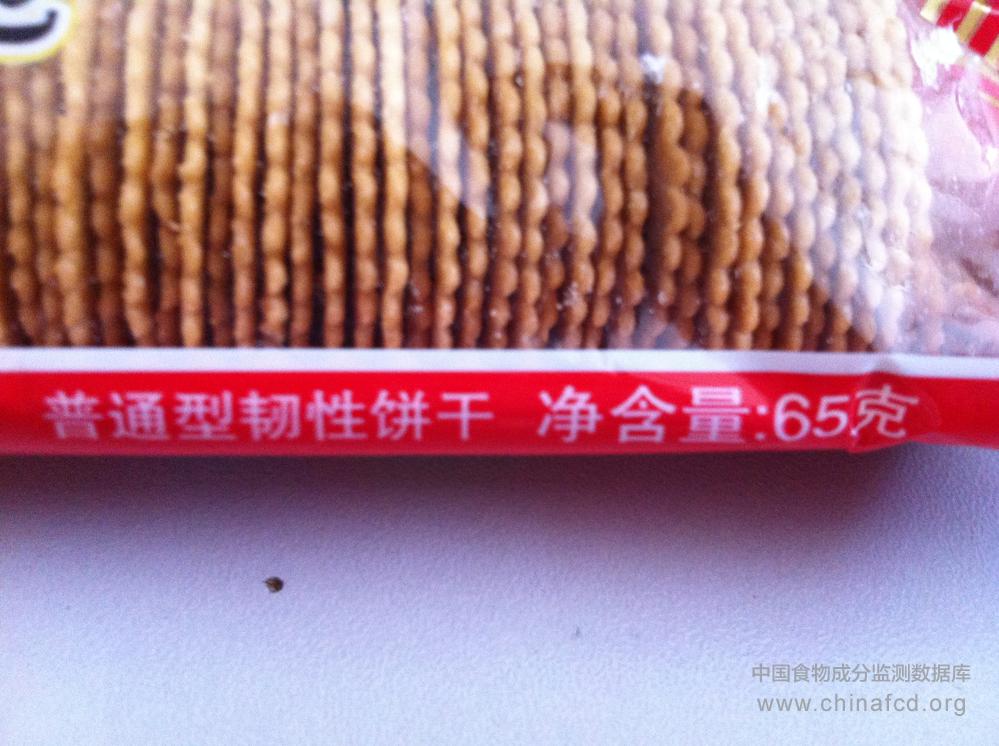 普通型韧性饼干 净含量:65克
中国食物成分监测数据库
www.chinafcd.org